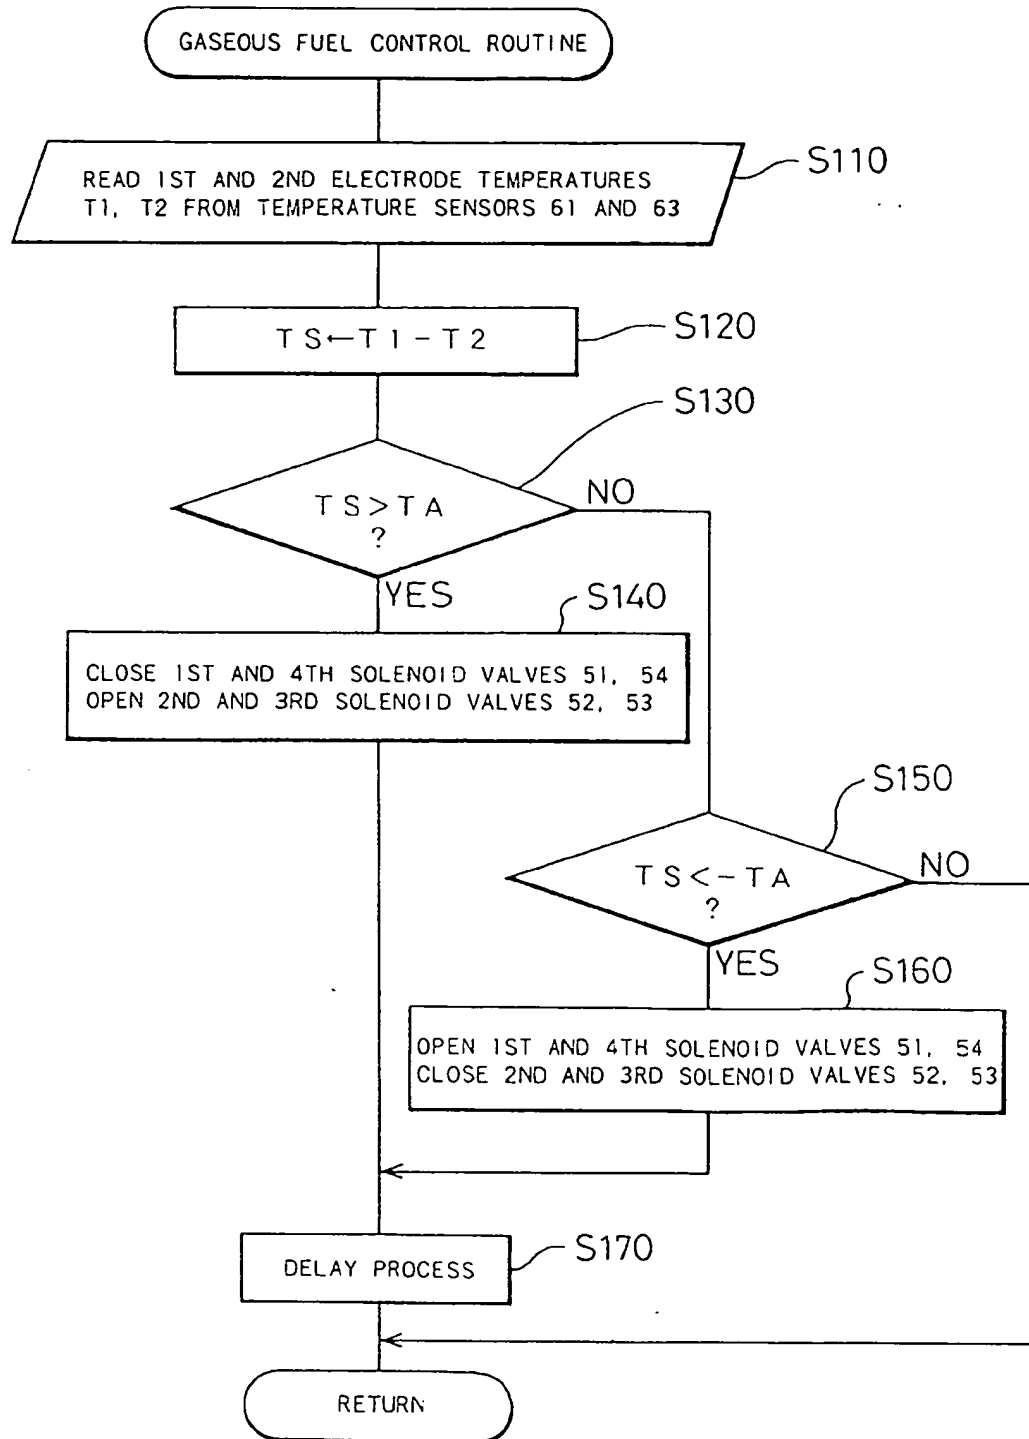 GASEOUS FUEL CONTROL ROUTINE
READ 1ST AND 2ND ELECTRODE TEMPERATURES
T1, T2 FROM TEMPERATURE SENSORS 61 AND 63
S110
TS←T1-T2
S120
S130
TS>TA
?
NO
YES
S140
CLOSE 1ST AND 4TH SOLENOID VALVES 51, 54
OPEN 2ND AND 3RD SOLENOID VALVES 52, 53
S150
TS<-TA
?
NO
YES
S160
OPEN 1ST AND 4TH SOLENOID VALVES 51, 54
CLOSE 2ND AND 3RD SOLENOID VALVES 52, 53
DELAY PROCESS
S170
RETURN